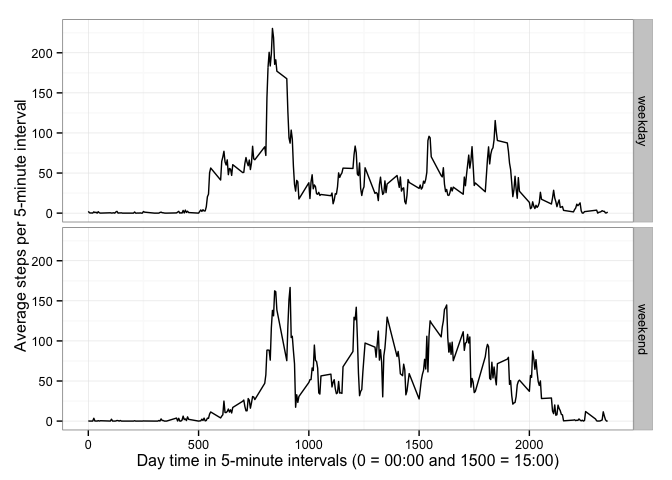 Average steps per 5-minute interval
200
150
100
50
0
weekday
200
150
100
50
0
weekend
0 500 1000 1500 2000
Day time in 5-minute intervals (0 = 00:00 and 1500 = 15:00)